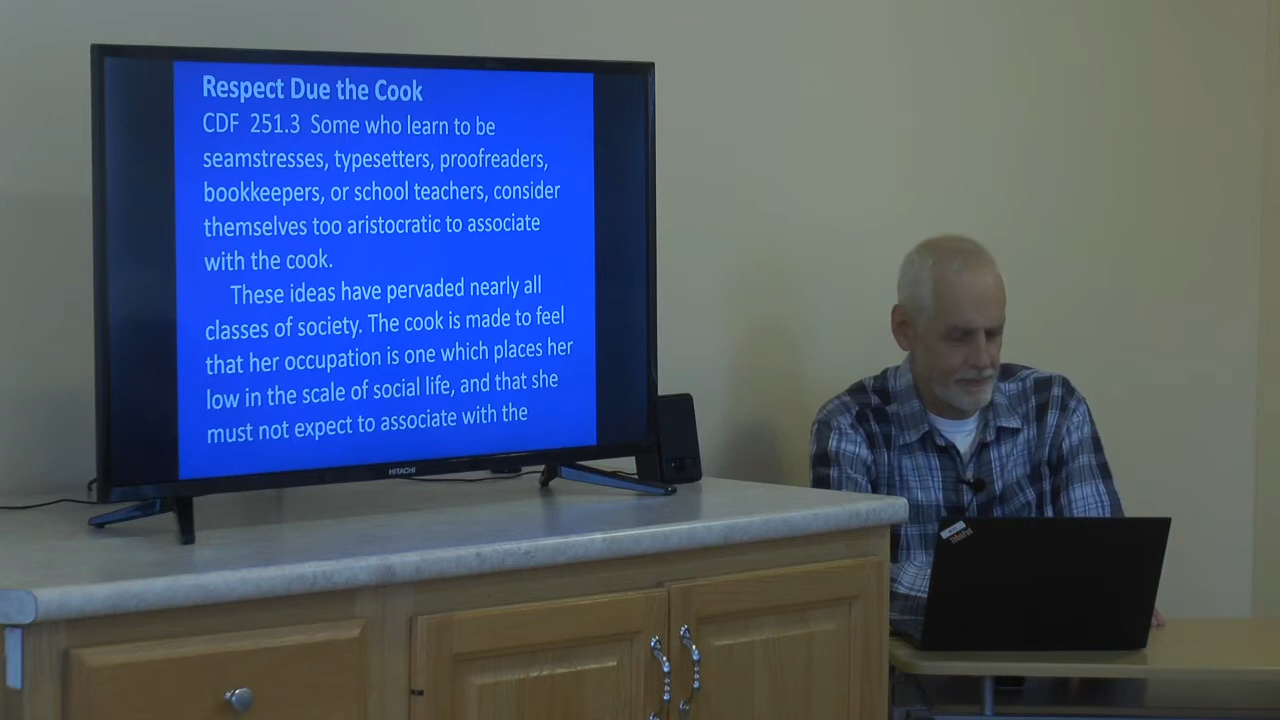 Respect Due the Cook
CDF 251.3 Some who learn to be
seamstresses, typesetters, proofreaders,
bookkeepers, or school teachers, consider
themselves too aristocratic to associate
with the cook.
These ideas have pervaded nearly all
classes of society. The cook is made to feel
that her occupation is one which places her
low in the scale of social life, and that she
must not expect to associate with the
HITACHI
ThinkPad